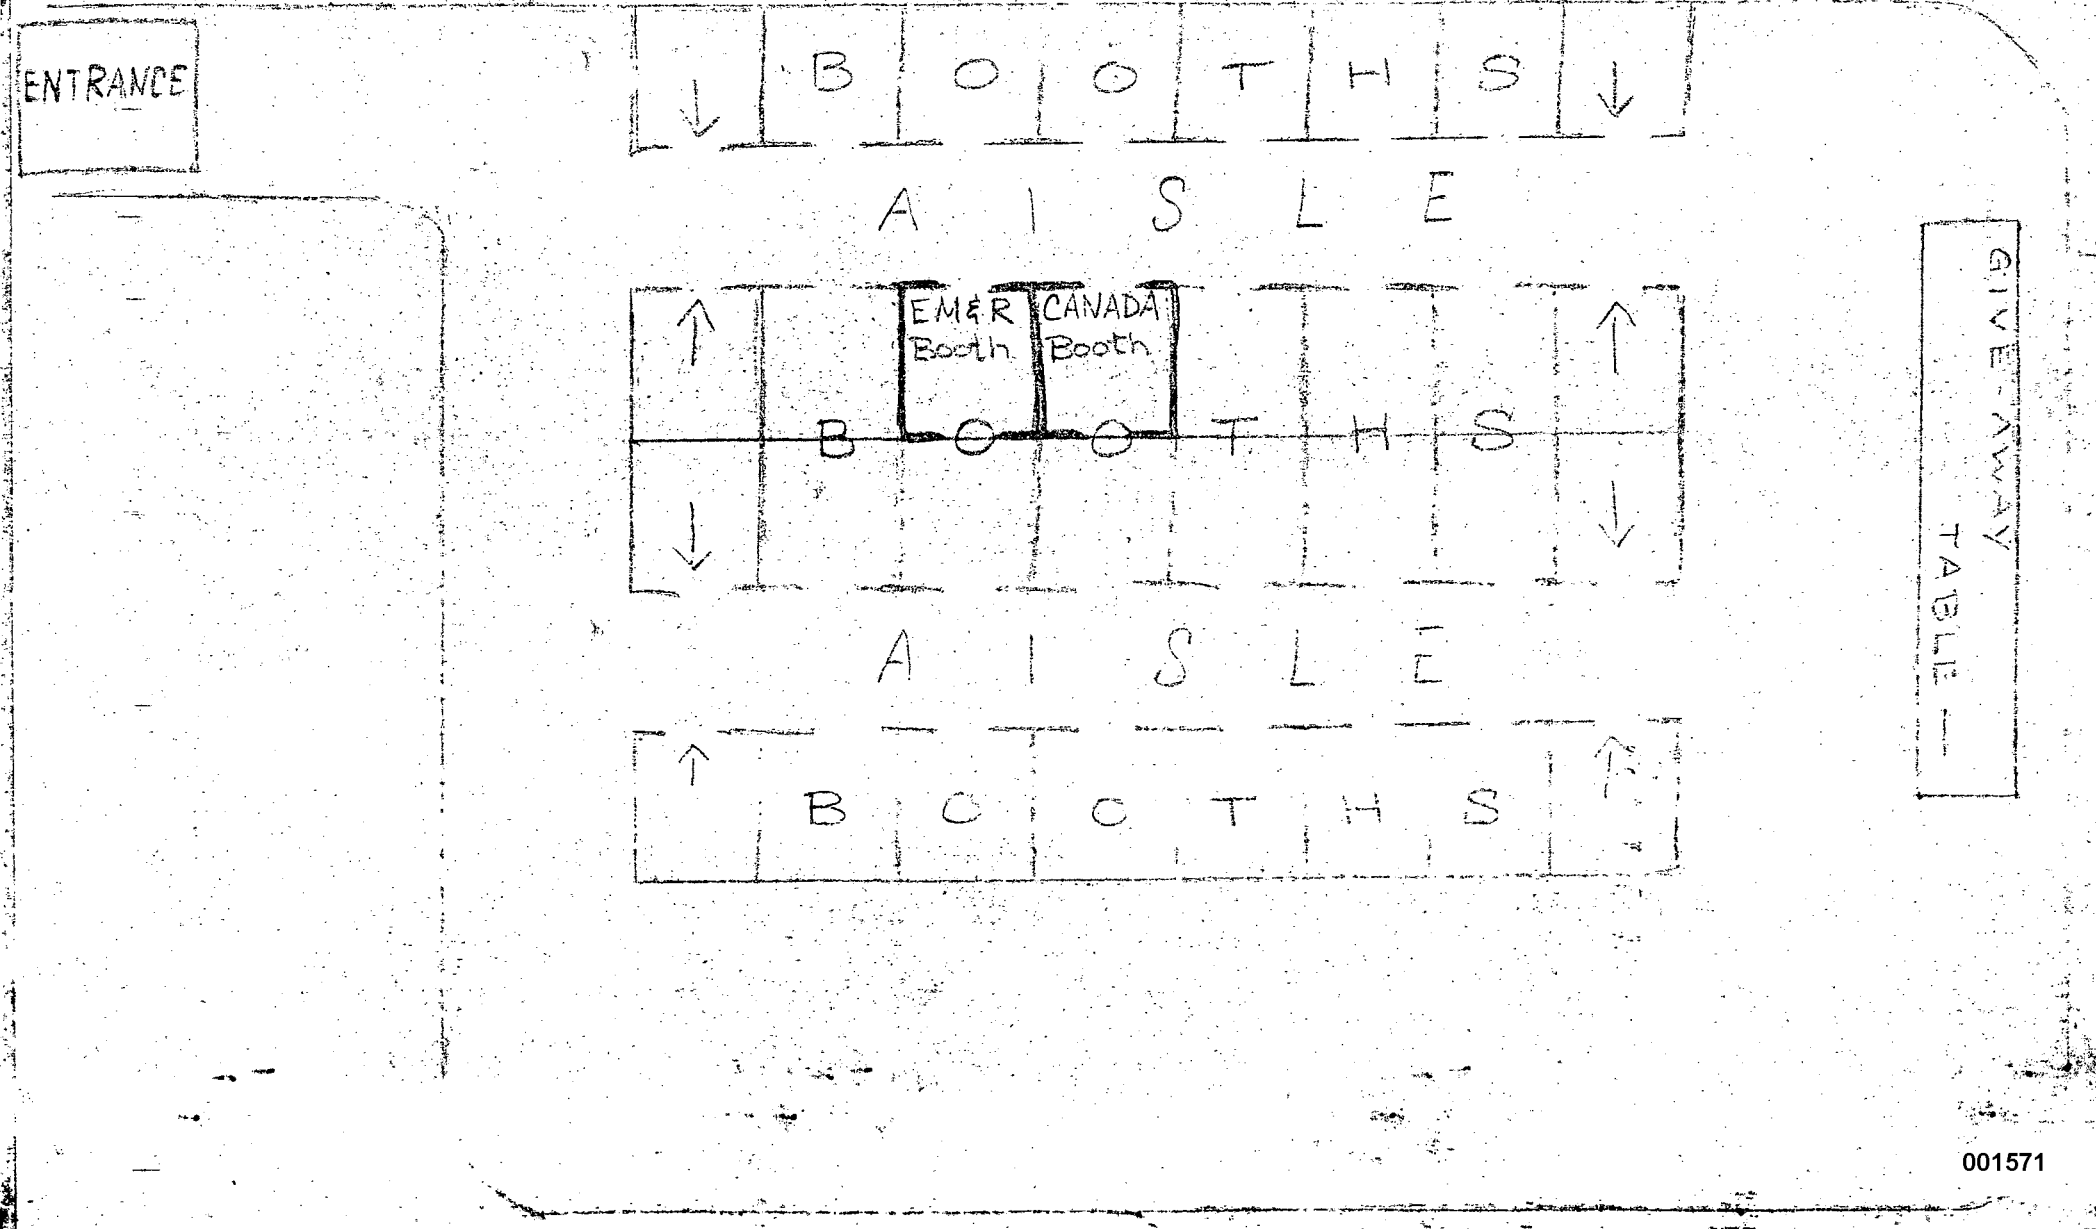 ENTRANCE
B O O T H S
A I S L E
EM&R
Booth
CANADA
Booth
B O O T H S
A I S L E
B O O T H S
GIVE-AWAY
TABLE —
001571